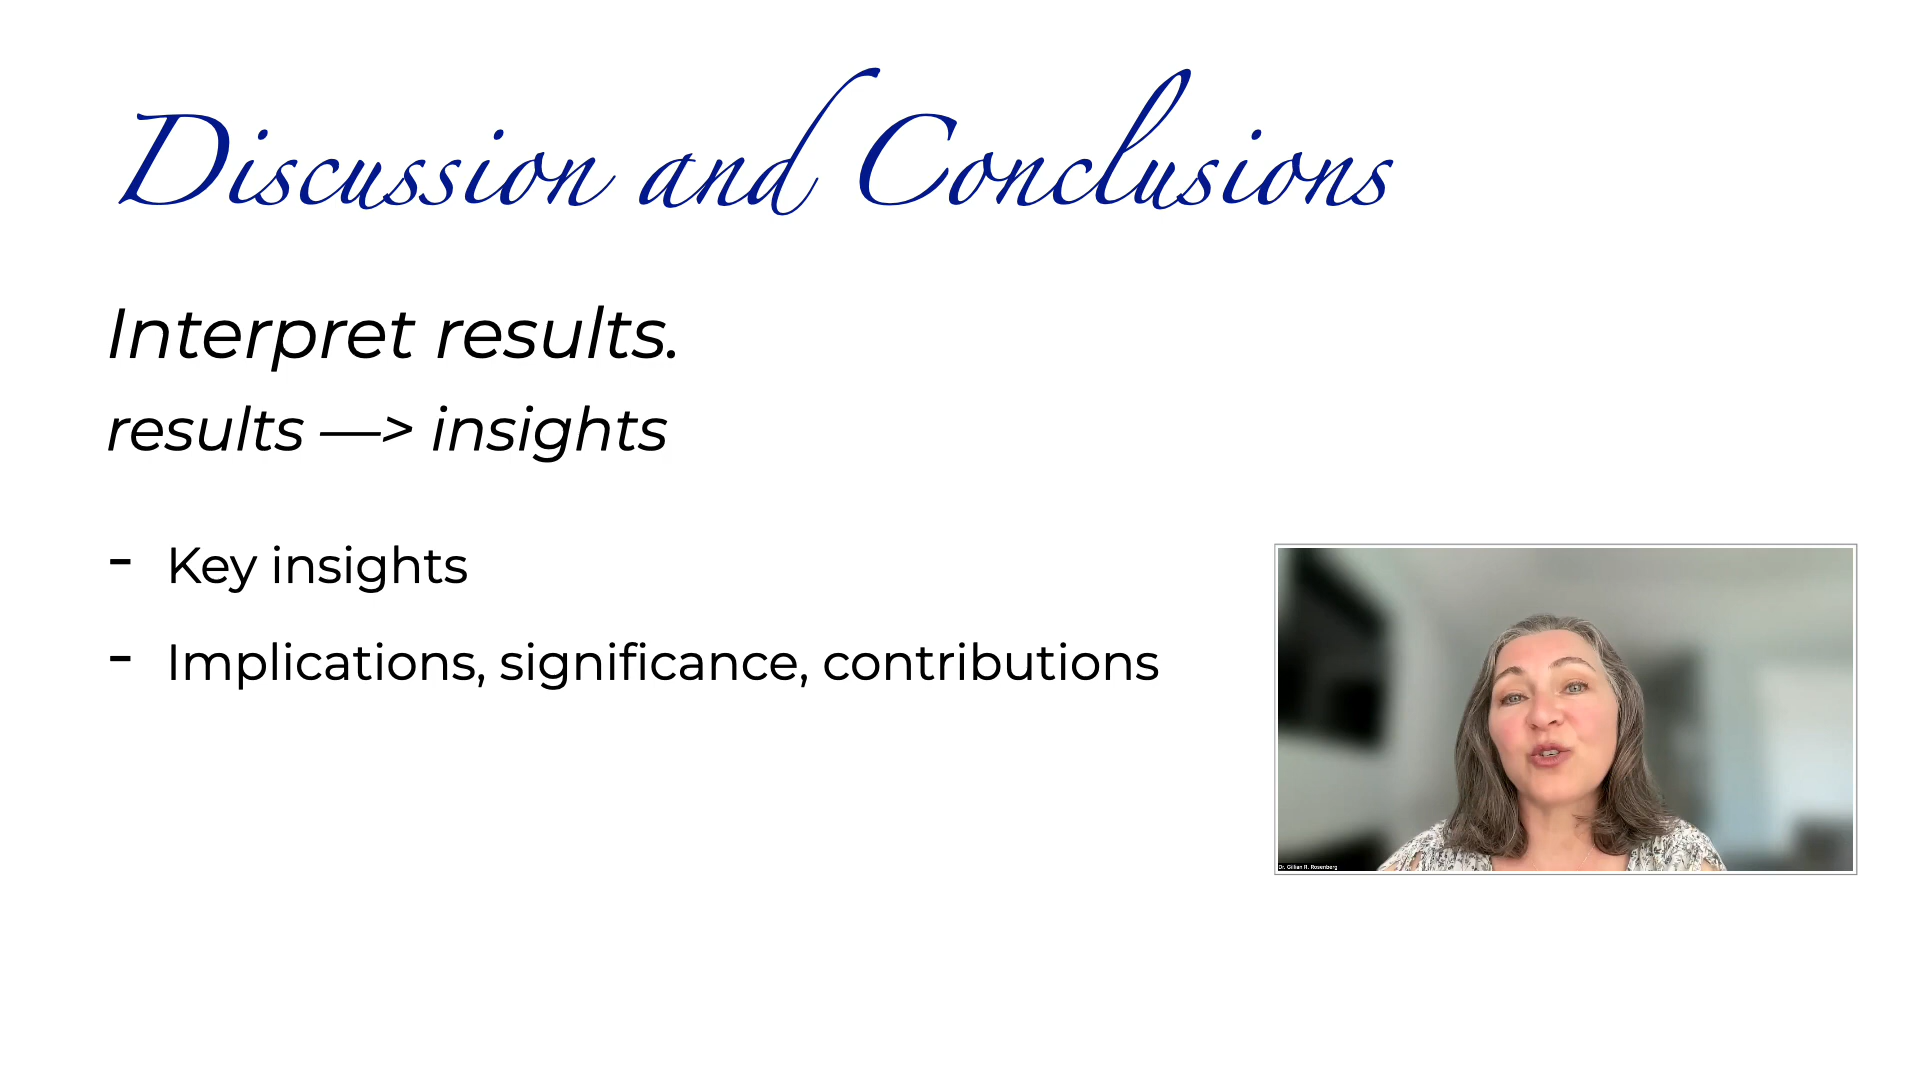 Discussion and Conclusions
Interpret results.
results —> insights
- Key insights
- Implications, significance, contributions
Dr. Gillian R. Rosenberg